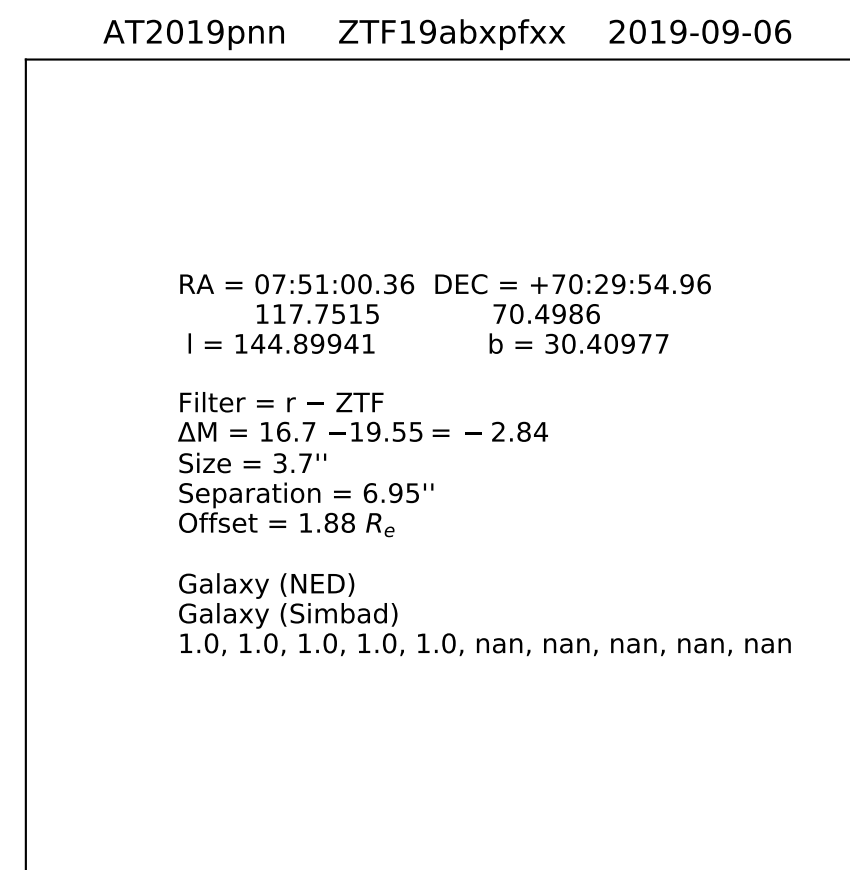 AT2019pnn ZTF19abxpfxx 2019-09-06
RA = 07:51:00.36 DEC = +70:29:54.96
117.7515 70.4986
l = 144.89941 b = 30.40977
Filter = r − ZTF
ΔM = 16.7 −19.55 = − 2.84
Size = 3.7''
Separation = 6.95''
Offset = 1.88 Re
Galaxy (NED)
Galaxy (Simbad)
1.0, 1.0, 1.0, 1.0, 1.0, nan, nan, nan, nan, nan